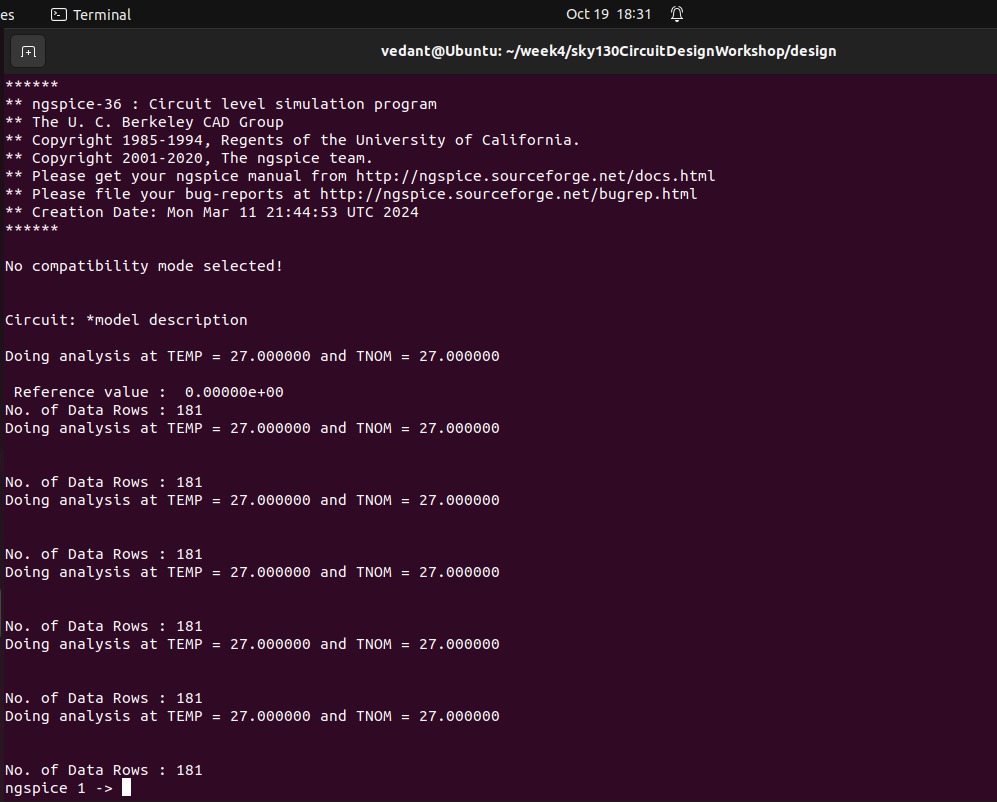 es
Terminal
Oct 19 18:31
vedant@Ubuntu: ~/week4/sky130CircuitDesignWorkshop/design
******
** ngspice-36 : Circuit level simulation program
** The U. C. Berkeley CAD Group
** Copyright 1985-1994, Regents of the University of California.
** Copyright 2001-2020, The ngspice team.
** Please get your ngspice manual from http://ngspice.sourceforge.net/docs.html
** Please file your bug-reports at http://ngspice.sourceforge.net/bugrep.html
** Creation Date: Mon Mar 11 21:44:53 UTC 2024
******
No compatibility mode selected!
Circuit: *model description
Doing analysis at TEMP = 27.000000 and TNOM = 27.000000
Reference value :  0.00000e+00
No. of Data Rows : 181
Doing analysis at TEMP = 27.000000 and TNOM = 27.000000
No. of Data Rows : 181
Doing analysis at TEMP = 27.000000 and TNOM = 27.000000
No. of Data Rows : 181
Doing analysis at TEMP = 27.000000 and TNOM = 27.000000
No. of Data Rows : 181
Doing analysis at TEMP = 27.000000 and TNOM = 27.000000
No. of Data Rows : 181
Doing analysis at TEMP = 27.000000 and TNOM = 27.000000
No. of Data Rows : 181
ngspice 1 ->